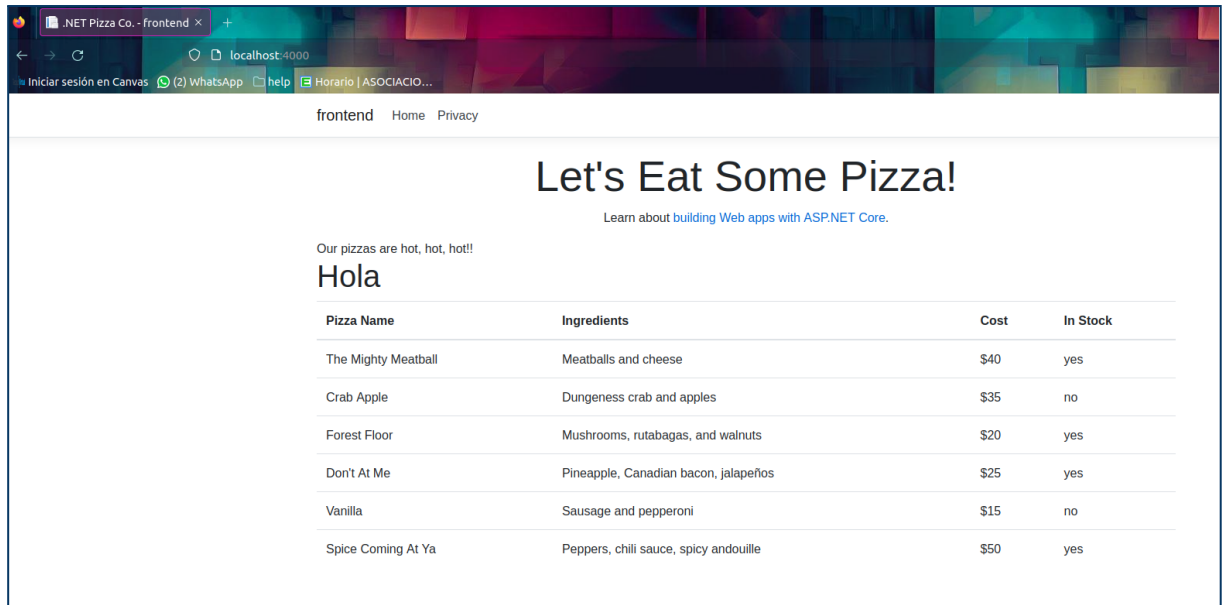 .NET Pizza Co. - frontend
localhost:4000
Iniciar sesión en Canvas (2) WhatsApp help Horario | ASOCIACIO...
frontend Home Privacy
Let's Eat Some Pizza!
Learn about building Web apps with ASP.NET Core.
Our pizzas are hot, hot, hot!!
Hola
Pizza Name Ingredients Cost In Stock
The Mighty Meatball Meatballs and cheese $40 yes
Crab Apple Dungeness crab and apples $35 no
Forest Floor Mushrooms, rutabagas, and walnuts $20 yes
Don't At Me Pineapple, Canadian bacon, jalapeños $25 yes
Vanilla Sausage and pepperoni $15 no
Spice Coming At Ya Peppers, chili sauce, spicy andouille $50 yes